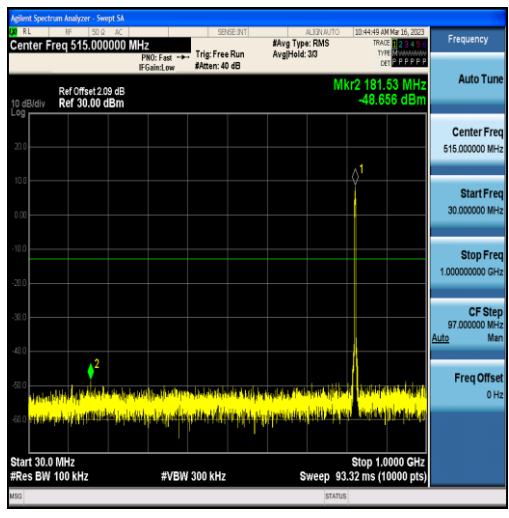 Agilent Spectrum Analyzer - Swept SA
RL RF 50 Ω AC SENSE:INT ALIGN AUTO 10:44:49 AM Mar 16, 2023
Center Freq 515.000000 MHz #Avg Type: RMS TRACE 1 2 3 4 5 6
PNO: Fast Trig: Free Run Avg|Hold: 3/3 TYPE
IFGain:Low #Atten: 40 dB DET P P P P P P
Frequency
Mkr2 181.53 MHz
-48.656 dBm
Ref Offset 2.09 dB
10 dB/div Ref 30.00 dBm
Log
20.0
10.0
0.00
-10.0
-20.0
-30.0
-40.0
-50.0
-60.0
1
2
Auto Tune
Center Freq
515.000000 MHz
Start Freq
30.000000 MHz
Stop Freq
1.000000000 GHz
CF Step
97.000000 MHz
Auto Man
Freq Offset
0 Hz
Start 30.0 MHz Stop 1.0000 GHz
#Res BW 100 kHz #VBW 300 kHz Sweep 93.32 ms (10000 pts)
MSG STATUS